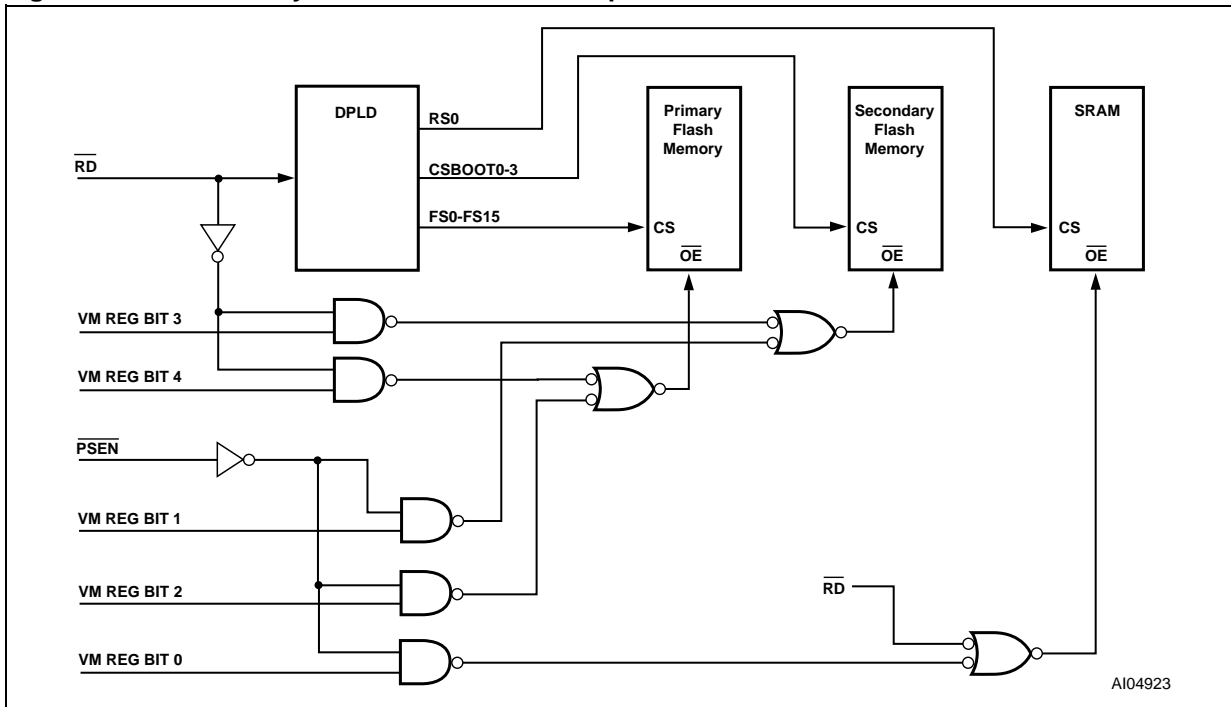 DPLD
RS0
CSBOOT0-3
FS0-FS15
Primary
Flash
Memory
CS
OE
Secondary
Flash
Memory
CS
OE
SRAM
CS
OE
RD
VM REG BIT 3
VM REG BIT 4
PSEN
VM REG BIT 1
VM REG BIT 2
VM REG BIT 0
RD
AI04923